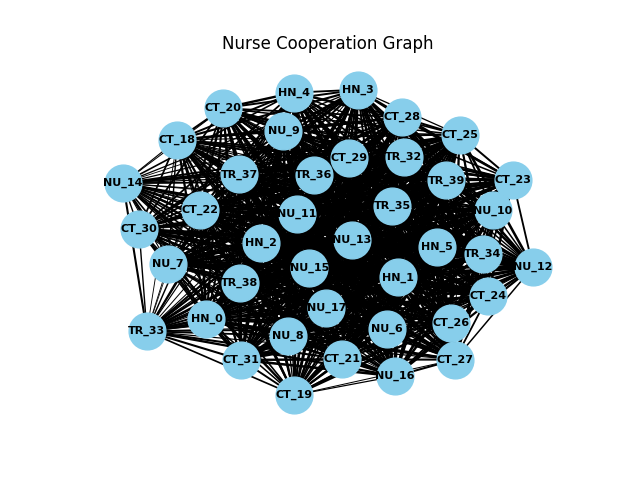 Nurse Cooperation Graph
HN_4
HN_3
CT_20
CT_28
NU_9
CT_25
CT_18
CT_29
TR_32
TR_37
TR_36
TR_39
CT_23
NU_14
TR_35
CT_22
NU_11
NU_10
CT_30
HN_2
NU_13
HN_5
TR_34
NU_7
NU_15
NU_12
HN_1
TR_38
CT_24
NU_17
HN_0
CT_26
TR_33
NU_8
NU_6
CT_31
CT_21
CT_27
NU_16
CT_19